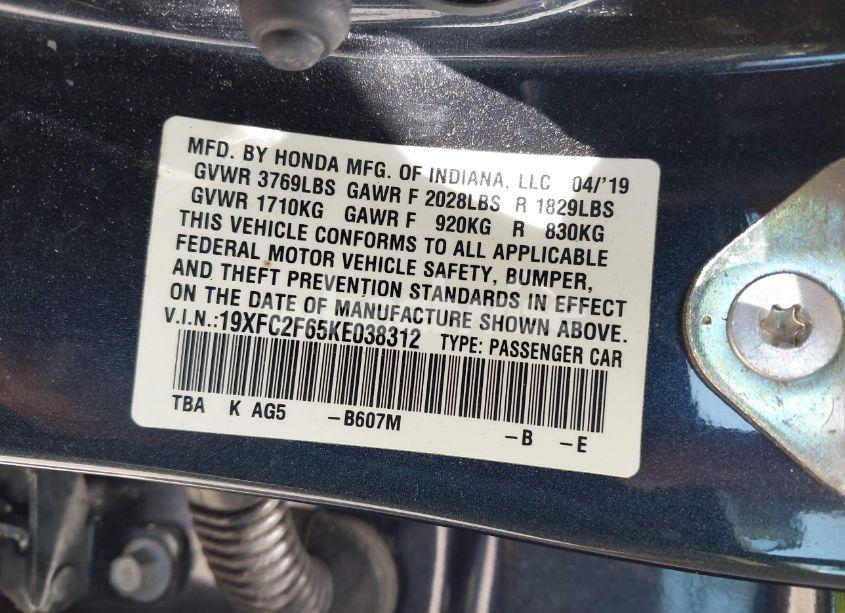 MFD. BY HONDA MFG. OF INDIANA, LLC 04/'19
GVWR 3769LBS GAWR F 2028LBS R 1829LBS
GVWR 1710KG GAWR F 920KG R 830KG
THIS VEHICLE CONFORMS TO ALL APPLICABLE
FEDERAL MOTOR VEHICLE SAFETY, BUMPER,
AND THEFT PREVENTION STANDARDS IN EFFECT
ON THE DATE OF MANUFACTURE SHOWN ABOVE.
V.I.N.:19XFC2F65KE038312 TYPE: PASSENGER CAR
TBA K AG5 -B607M -B -E